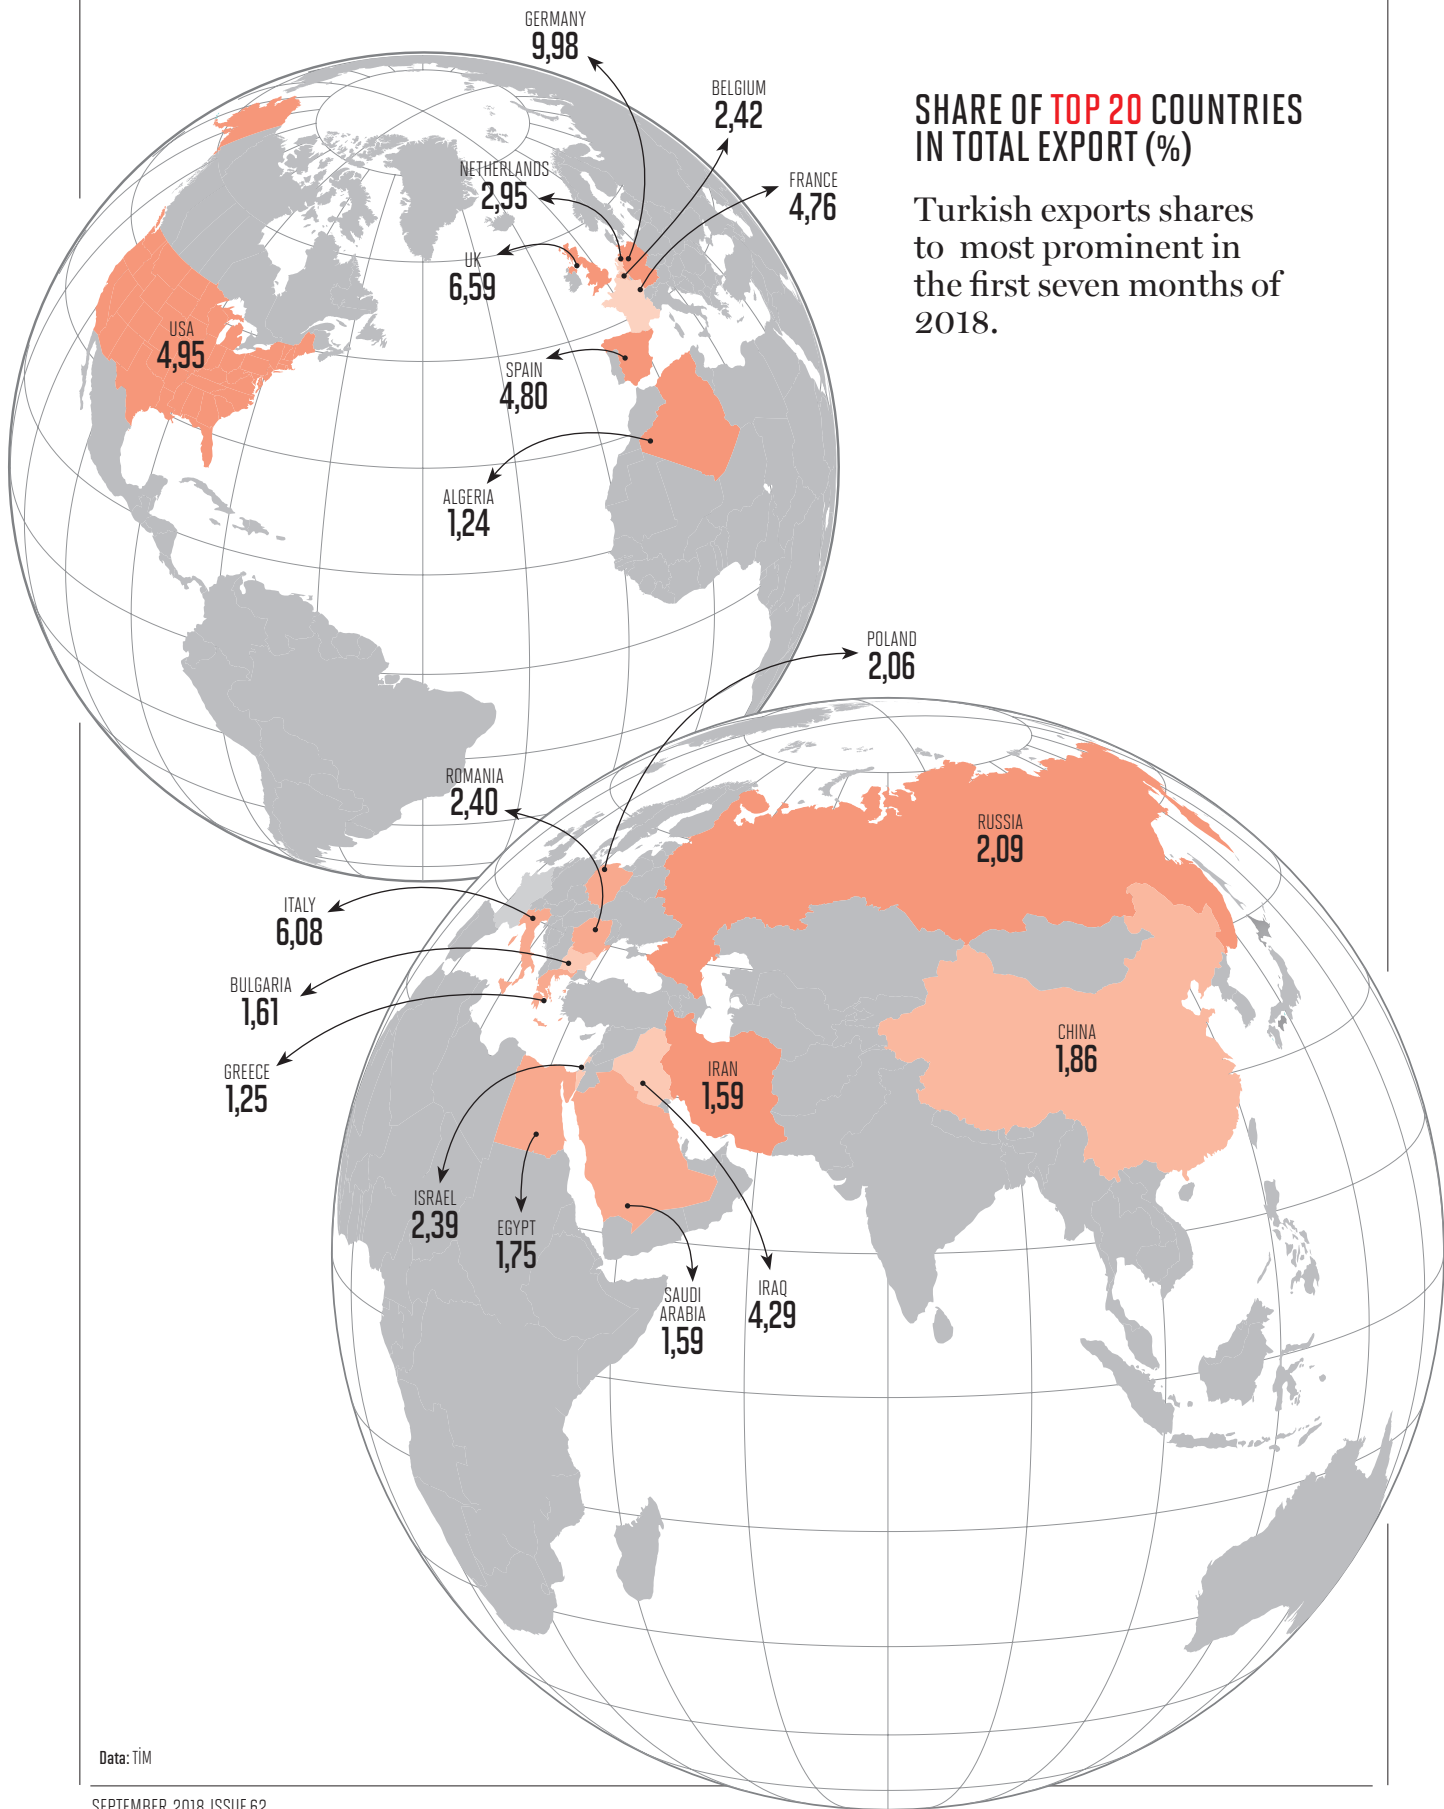 GERMANY
9,98
BELGIUM
2,42
SHARE OF TOP 20 COUNTRIES
IN TOTAL EXPORT (%)
NETHERLANDS
2,95
FRANCE
4,76
Turkish exports shares
to most prominent in
the first seven months of
2018.
UK
6,59
USA
4,95
SPAIN
4,80
ALGERIA
1,24
POLAND
2,06
ROMANIA
2,40
RUSSIA
2,09
ITALY
6,08
BULGARIA
1,61
GREECE
1,25
CHINA
1,86
IRAN
1,59
ISRAEL
2,39
EGYPT
1,75
SAUDI
ARABIA
1,59
IRAQ
4,29
Data: TİM
SEPTEMBER 2018 ISSUE 62